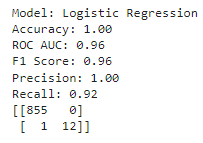 Model: Logistic Regression
Accuracy: 1.00
ROC AUC: 0.96
F1 Score: 0.96
Precision: 1.00
Recall: 0.92
[[855   0]
 [  1  12]]